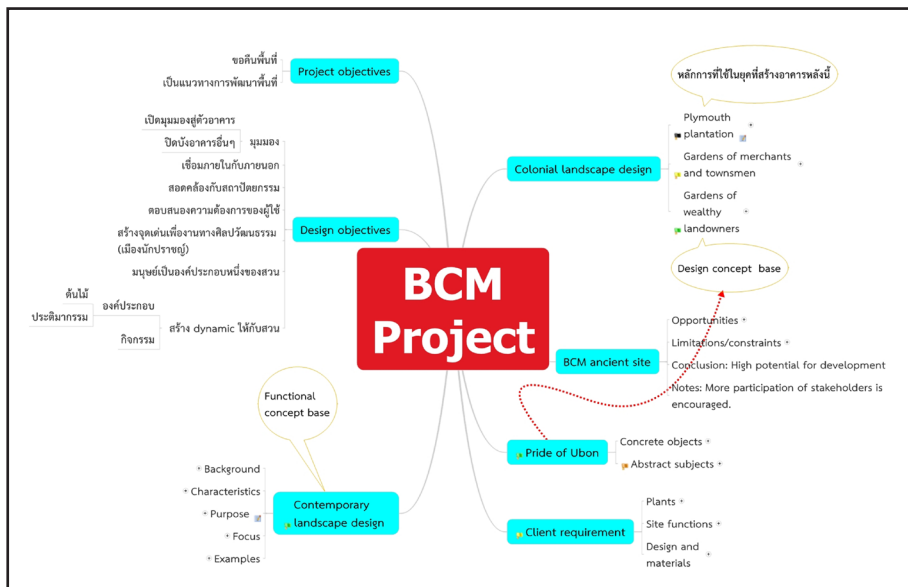 BCM
Project
Project objectives
ขอคืนพื้นที่
เป็นแนวทางการพัฒนาพื้นที่
Design objectives
มุมมอง
เปิดมุมมองสู่ตัวอาคาร
ปิดบังอาคารอื่นๆ
เชื่อมภายในกับภายนอก
สอดคล้องกับสถาปัตยกรรม
ตอบสนองความต้องการของผู้ใช้
สร้างจุดเด่นเพื่องานทางศิลปวัฒนธรรม
(เมืองนักปราชญ์)
มนุษย์เป็นองค์ประกอบหนึ่งของสวน
สร้าง dynamic ให้กับสวน
องค์ประกอบ
ต้นไม้
ประติมากรรม
กิจกรรม
Functional
concept base
Contemporary
landscape design
Background
Characteristics
Purpose
Focus
Examples
หลักการที่ใช้ในยุคที่สร้างอาคารหลังนี้
Colonial landscape design
Plymouth
plantation
Gardens of merchants
and townsmen
Gardens of
wealthy
landowners
Design concept base
BCM ancient site
Opportunities
Limitations/constraints
Conclusion: High potential for development
Notes: More participation of stakeholders is
encouraged.
Pride of Ubon
Concrete objects
Abstract subjects
Client requirement
Plants
Site functions
Design and
materials